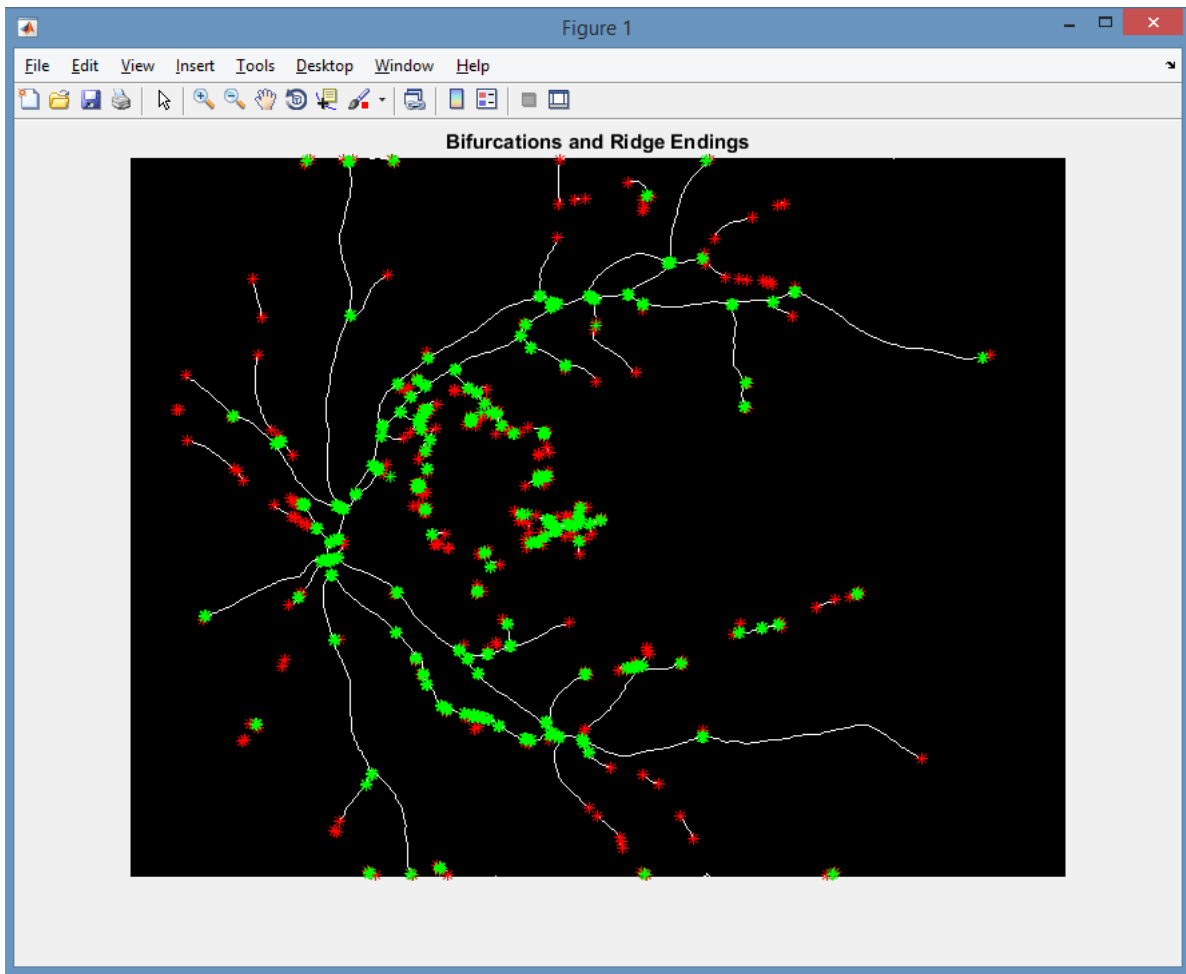 Figure 1
File Edit View Insert Tools Desktop Window Help
Bifurcations and Ridge Endings